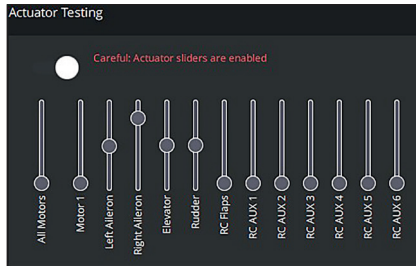 Actuator Testing
Careful: Actuator sliders are enabled
All Motors
Motor 1
Left Aileron
Right Aileron
Elevator
Rudder
RC Flaps
RC AUX 1
RC AUX 2
RC AUX 3
RC AUX 4
RC AUX 5
RC AUX 6